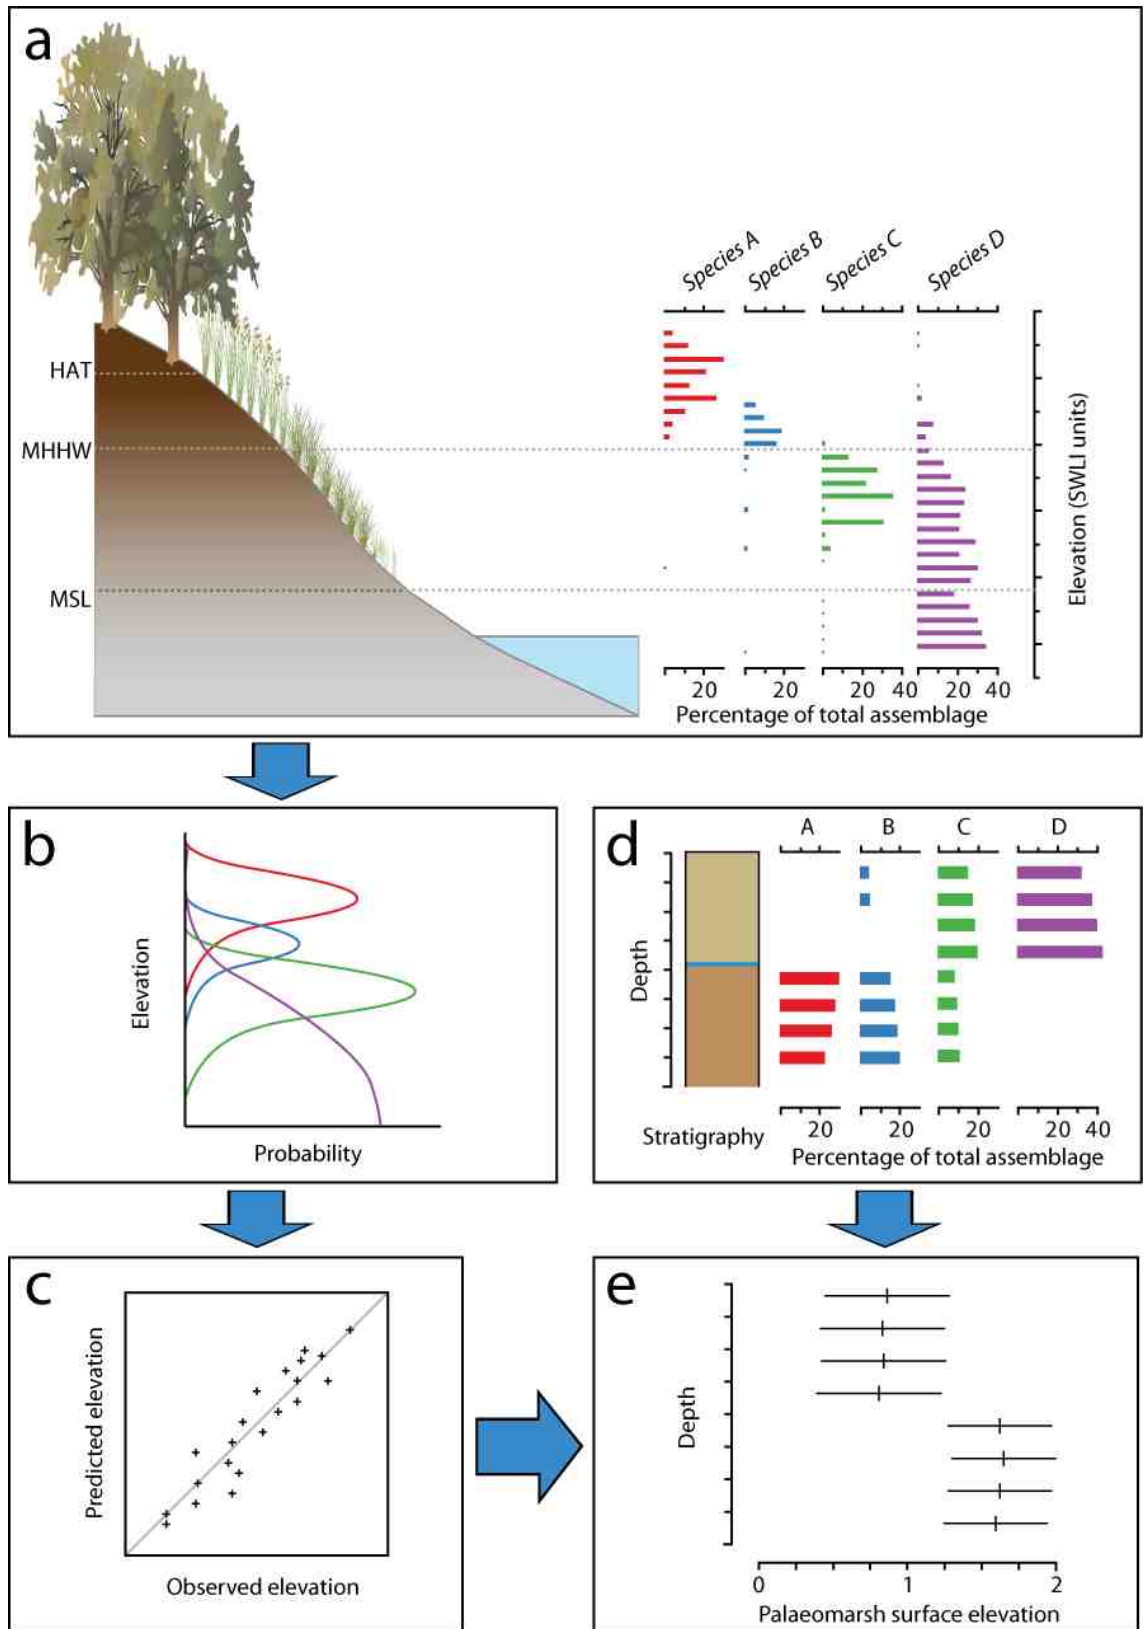 a
Species A
Species B
Species C
Species D
HAT
MHHW
MSL
Elevation (SWLI units)
20 20 40 20 40
Percentage of total assemblage
b
Elevation
Probability
d
A B C D
Depth
20 20 20 20 40
Stratigraphy
Percentage of total assemblage
c
Predicted elevation
Observed elevation
e
Depth
0 1 2
Palaeomarsh surface elevation